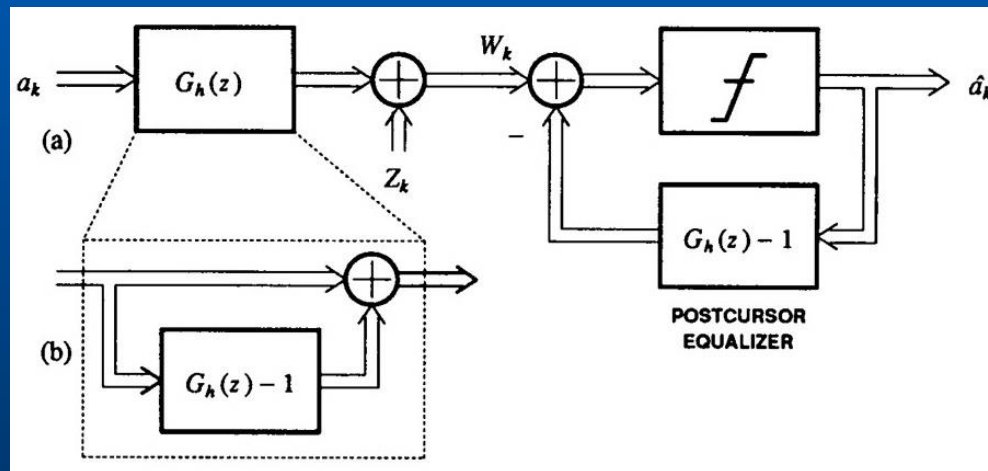 a_k
G_h(z)
W_k
â_k
(a)
Z_k
−
G_h(z) − 1
POSTCURSOR
EQUALIZER
(b)
G_h(z) − 1